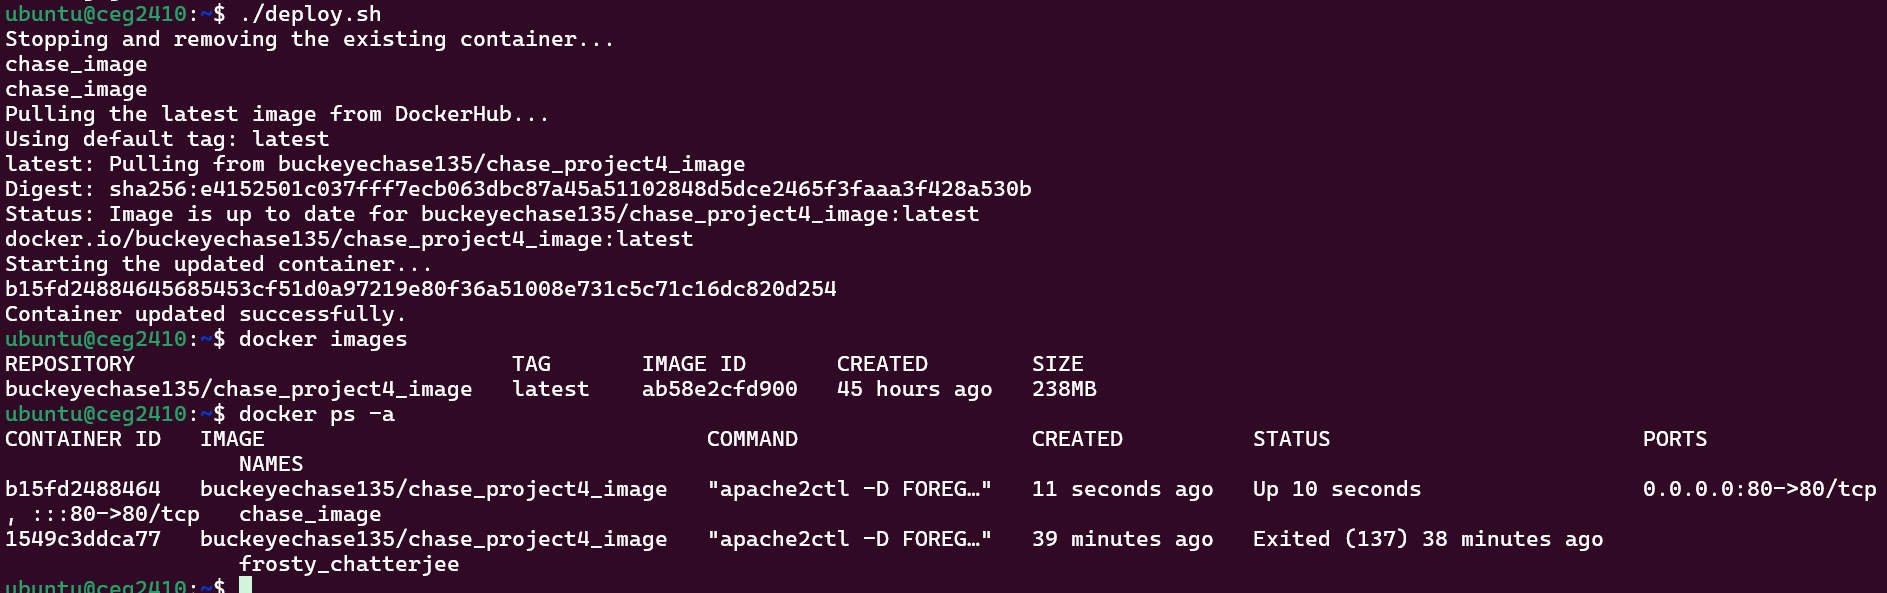 ubuntu@ceg2410:~$ ./deploy.sh
Stopping and removing the existing container...
chase_image
chase_image
Pulling the latest image from DockerHub...
Using default tag: latest
latest: Pulling from buckeyechase135/chase_project4_image
Digest: sha256:e4152501c037fff7ecb063dbc87a45a51102848d5dce2465f3faaa3f428a530b
Status: Image is up to date for buckeyechase135/chase_project4_image:latest
docker.io/buckeyechase135/chase_project4_image:latest
Starting the updated container...
b15fd24884645685453cf51d0a97219e80f36a51008e731c5c71c16dc820d254
Container updated successfully.
ubuntu@ceg2410:~$ docker images
REPOSITORY                             TAG       IMAGE ID       CREATED        SIZE
buckeyechase135/chase_project4_image   latest    ab58e2cfd900   45 hours ago   238MB
ubuntu@ceg2410:~$ docker ps -a
CONTAINER ID   IMAGE                                  COMMAND                  CREATED          STATUS                        PORTS
                  NAMES
b15fd2488464   buckeyechase135/chase_project4_image   "apache2ctl -D FOREG…"   11 seconds ago   Up 10 seconds                 0.0.0.0:80->80/tcp
, :::80->80/tcp   chase_image
1549c3ddca77   buckeyechase135/chase_project4_image   "apache2ctl -D FOREG…"   39 minutes ago   Exited (137) 38 minutes ago
                  frosty_chatterjee
ubuntu@ceg2410:~$